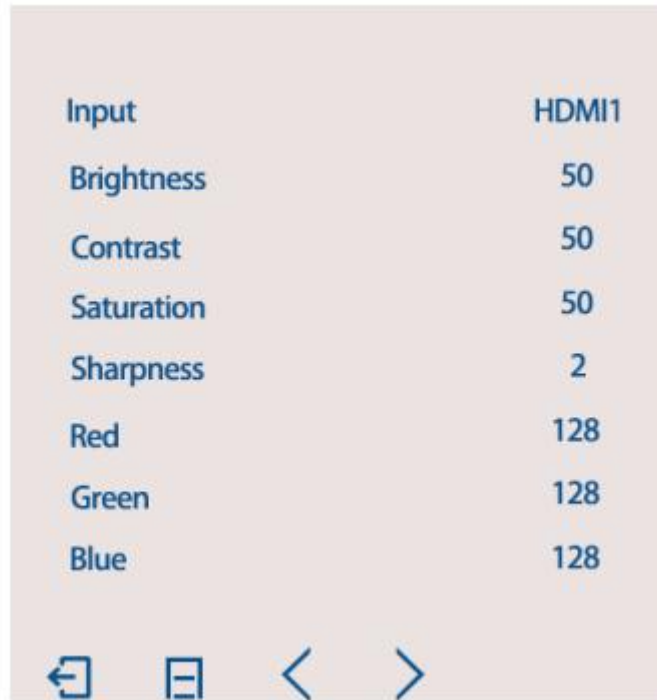 Input HDMI1
Brightness 50
Contrast 50
Saturation 50
Sharpness 2
Red 128
Green 128
Blue 128